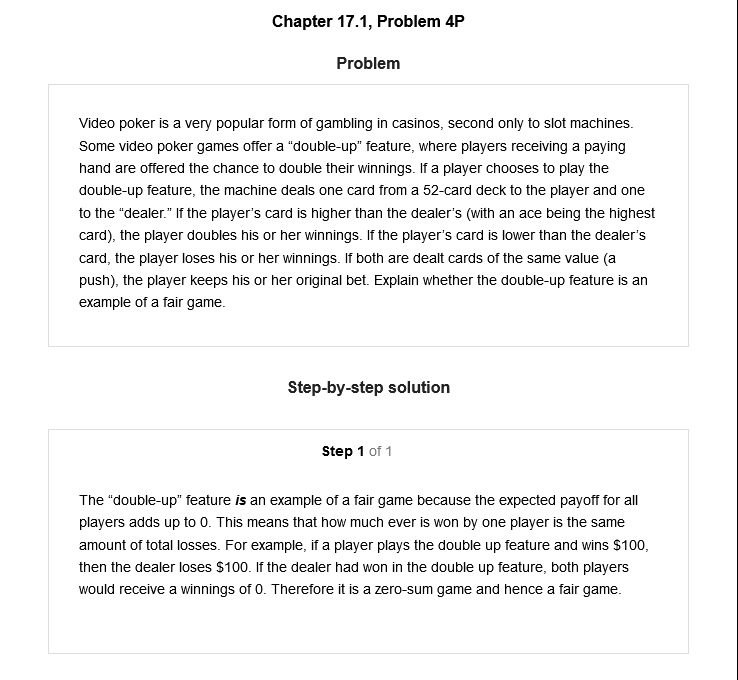 Chapter 17.1, Problem 4P
Problem
Video poker is a very popular form of gambling in casinos, second only to slot machines.
Some video poker games offer a “double-up” feature, where players receiving a paying
hand are offered the chance to double their winnings. If a player chooses to play the
double-up feature, the machine deals one card from a 52-card deck to the player and one
to the “dealer.” If the player’s card is higher than the dealer’s (with an ace being the highest
card), the player doubles his or her winnings. If the player’s card is lower than the dealer’s
card, the player loses his or her winnings. If both are dealt cards of the same value (a
push), the player keeps his or her original bet. Explain whether the double-up feature is an
example of a fair game.
Step-by-step solution
Step 1 of 1
The “double-up” feature is an example of a fair game because the expected payoff for all
players adds up to 0. This means that how much ever is won by one player is the same
amount of total losses. For example, if a player plays the double up feature and wins $100,
then the dealer loses $100. If the dealer had won in the double up feature, both players
would receive a winnings of 0. Therefore it is a zero-sum game and hence a fair game.